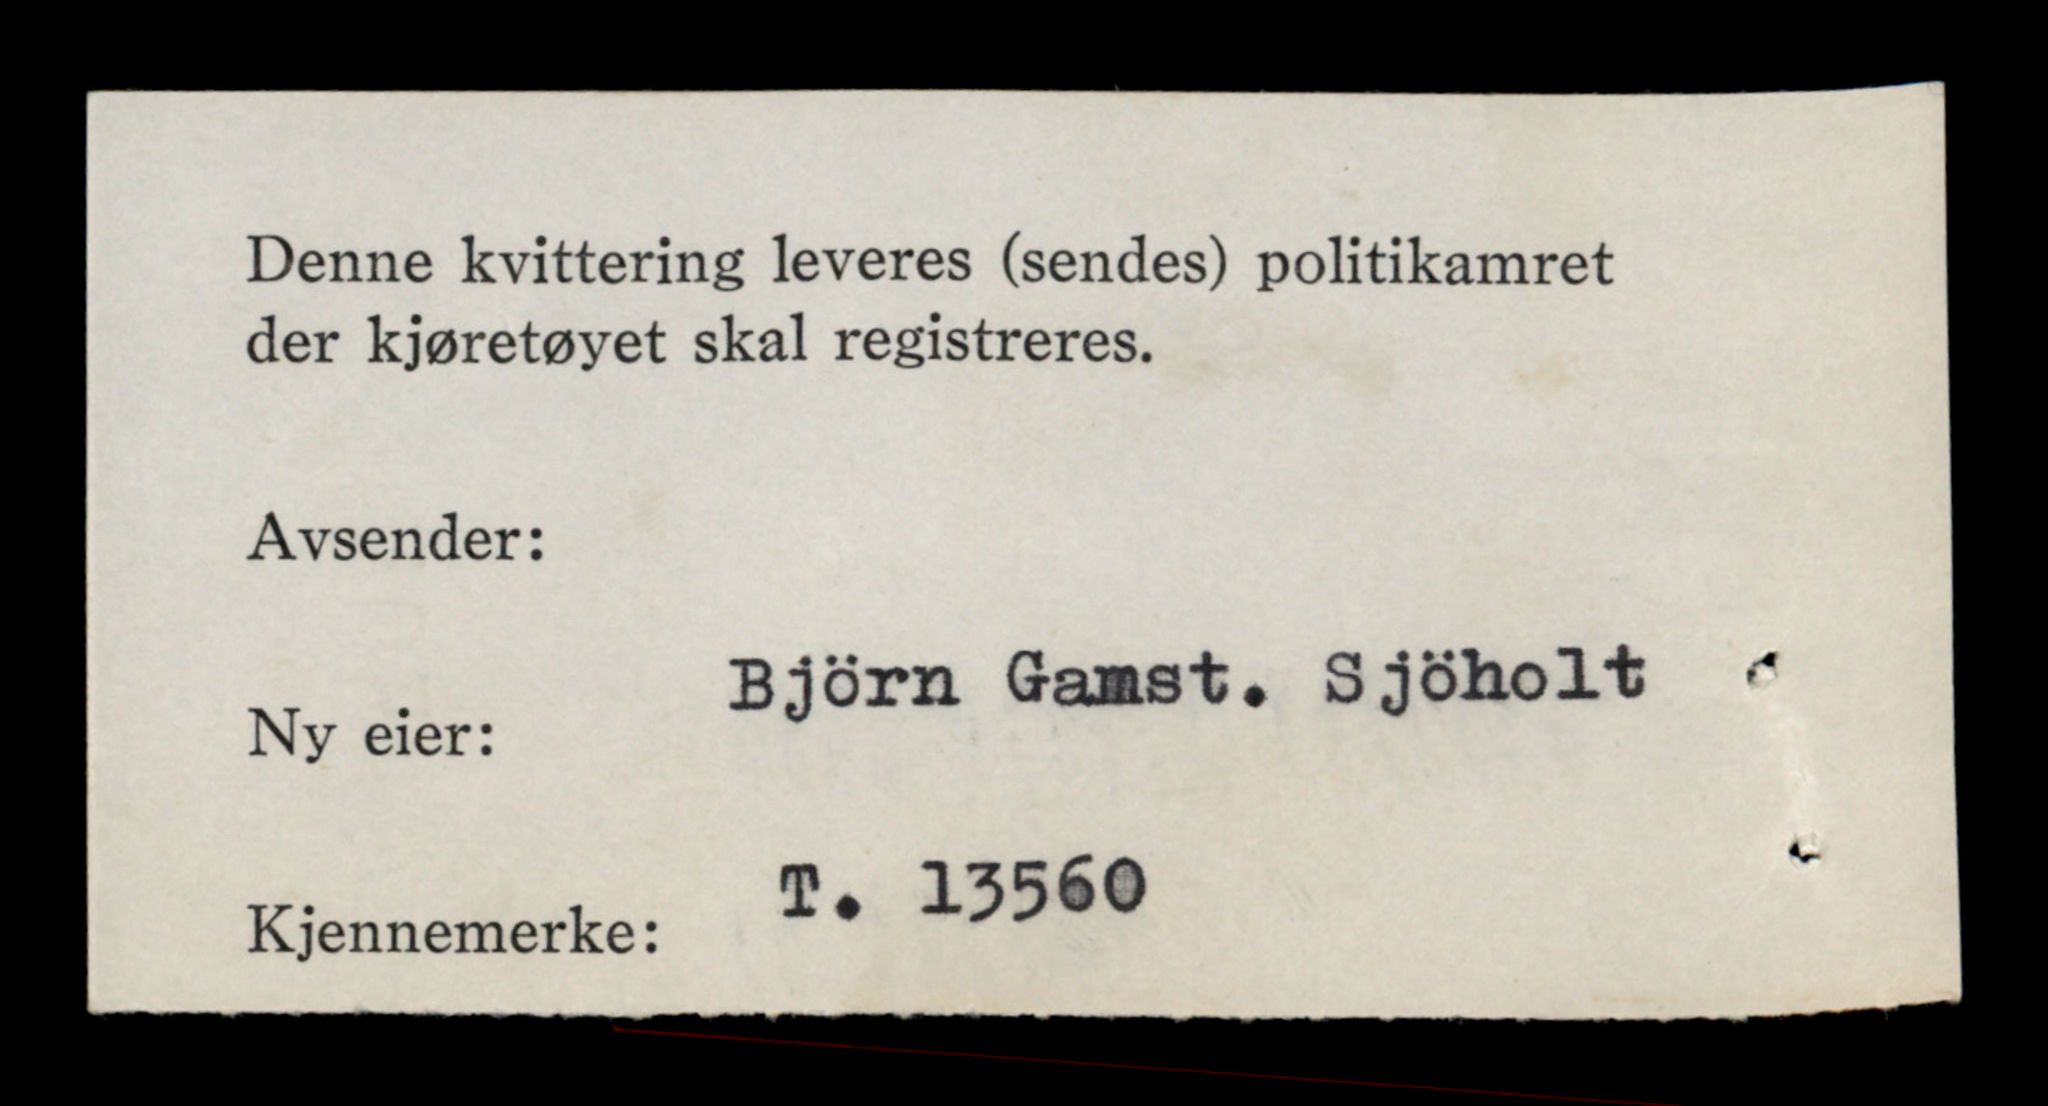 Denne kvittering leveres (sendes) politikamret
der kjøretøyet skal registreres.
Avsender:
Ny eier: Björn Gamst. Sjöholt
Kjennemerke: T. 13560